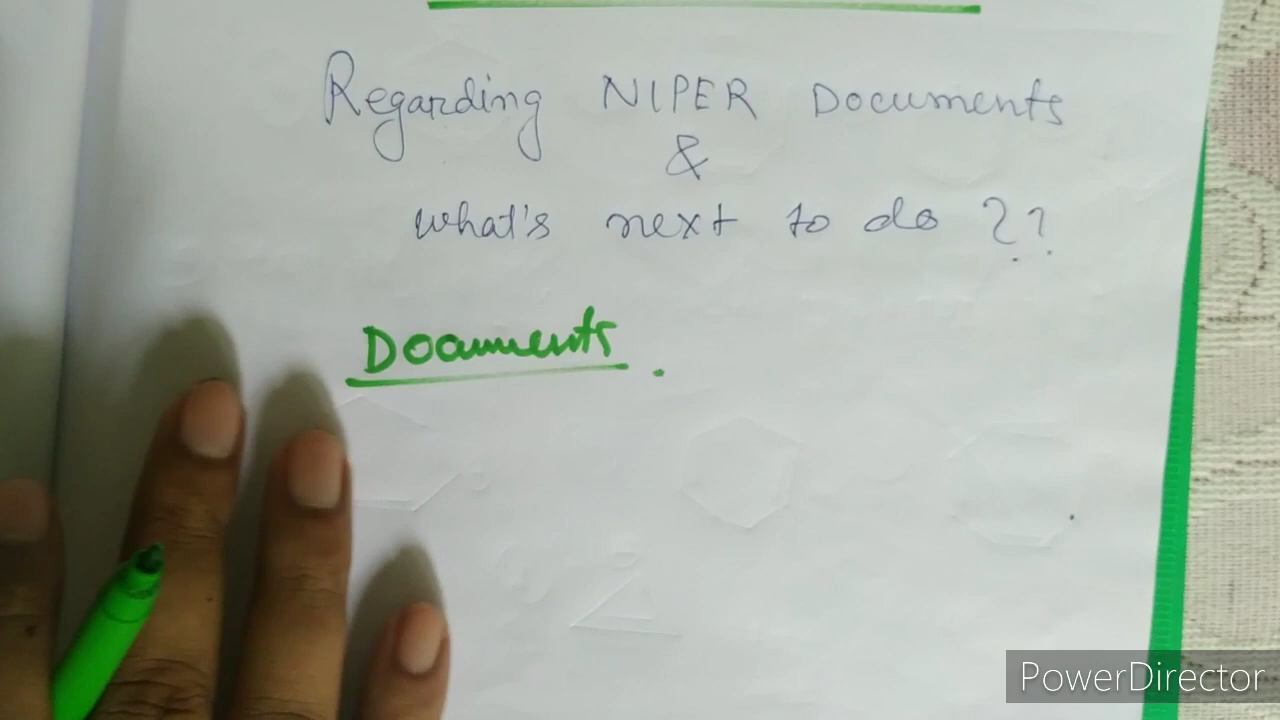 Regarding NIPER Documents
&
what's next to do ??
Documents.
PowerDirector